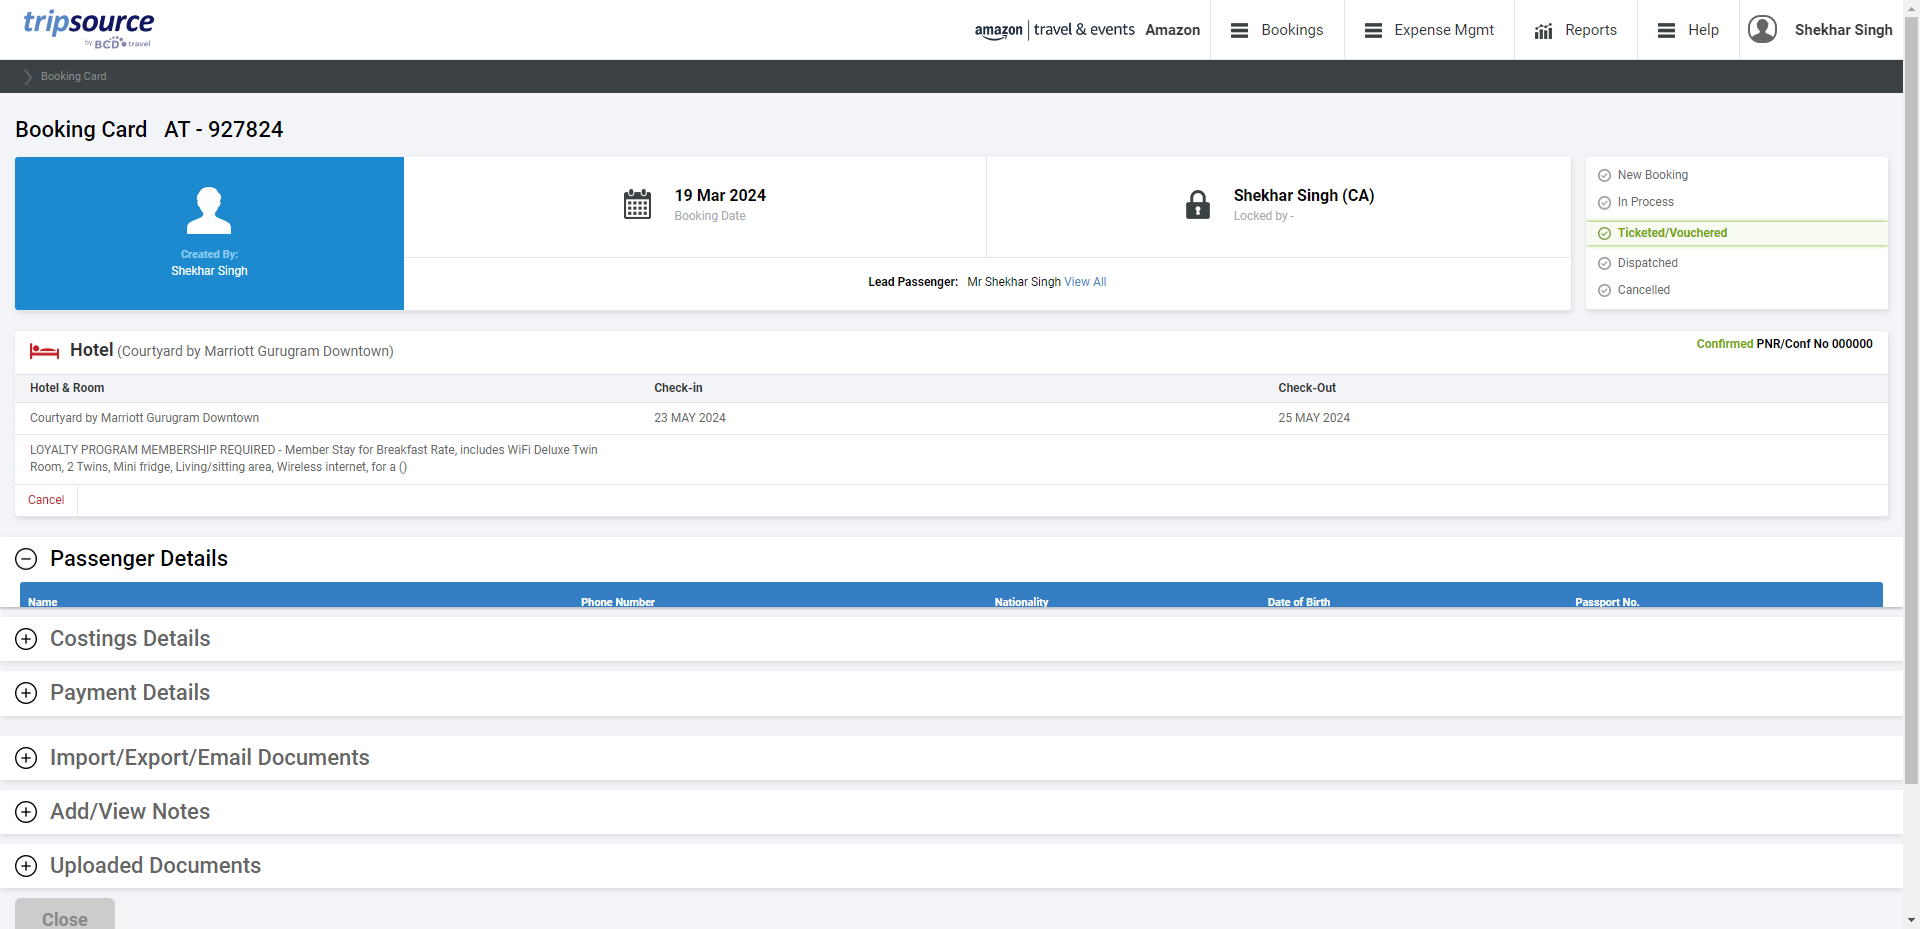 tripsource
by BCD travel
amazon | travel & events Amazon
Bookings
Expense Mgmt
Reports
Help
Shekhar Singh
Booking Card
Booking Card AT - 927824
Created By:
Shekhar Singh
19 Mar 2024
Booking Date
Shekhar Singh (CA)
Locked by -
Lead Passenger: Mr Shekhar Singh View All
New Booking
In Process
Ticketed/Vouchered
Dispatched
Cancelled
Hotel (Courtyard by Marriott Gurugram Downtown)
Confirmed PNR/Conf No 000000
Hotel & Room Check-in Check-Out
Courtyard by Marriott Gurugram Downtown 23 MAY 2024 25 MAY 2024
LOYALTY PROGRAM MEMBERSHIP REQUIRED - Member Stay for Breakfast Rate, includes WiFi Deluxe Twin
Room, 2 Twins, Mini fridge, Living/sitting area, Wireless internet, for a ()
Cancel
Passenger Details
Name Phone Number Nationality Date of Birth Passport No.
Costings Details
Payment Details
Import/Export/Email Documents
Add/View Notes
Uploaded Documents
Close